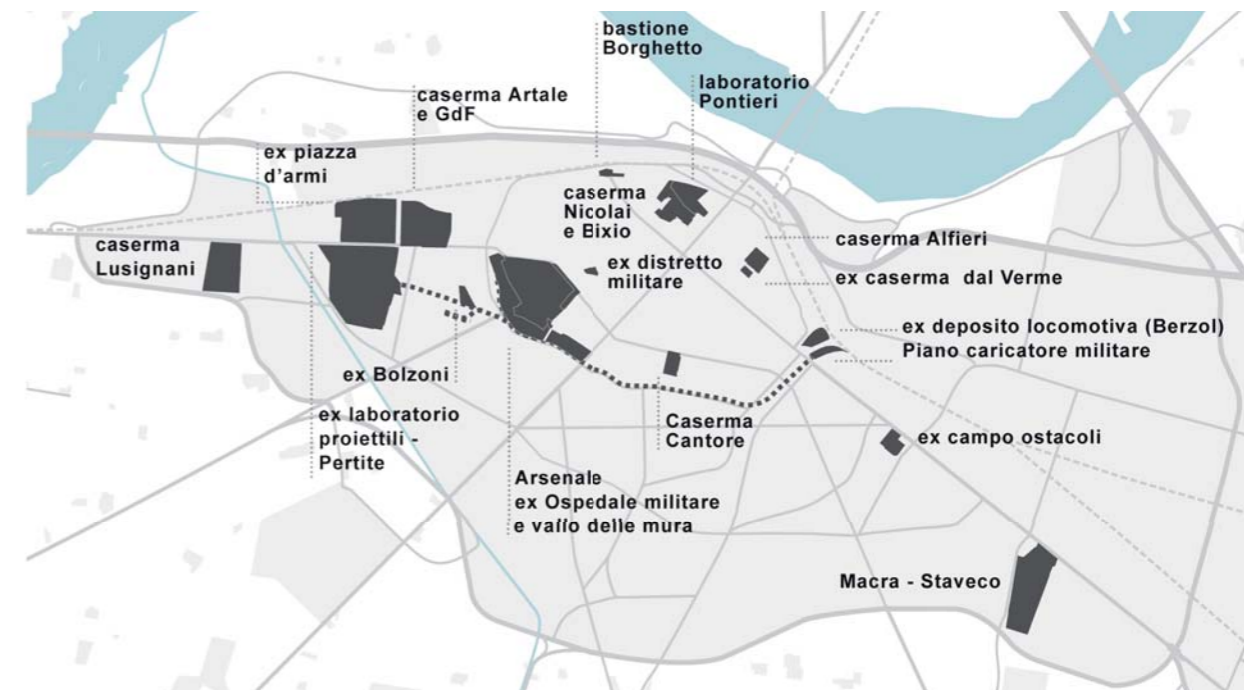 bastione
Borghetto
laboratorio
Pontieri
caserma Artale
e GdF
ex piazza
d'armi
caserma
Nicolai
e Bixio
caserma
Lusignani
ex distretto
militare
caserma Alfieri
ex caserma dal Verme
ex deposito locomotiva (Berzol)
Piano caricatore militare
ex Bolzoni
ex laboratorio
proiettili -
Pertite
Caserma
Cantore
ex campo ostacoli
Arsenale
ex Ospedale militare
e vallo delle mura
Macra - Staveco